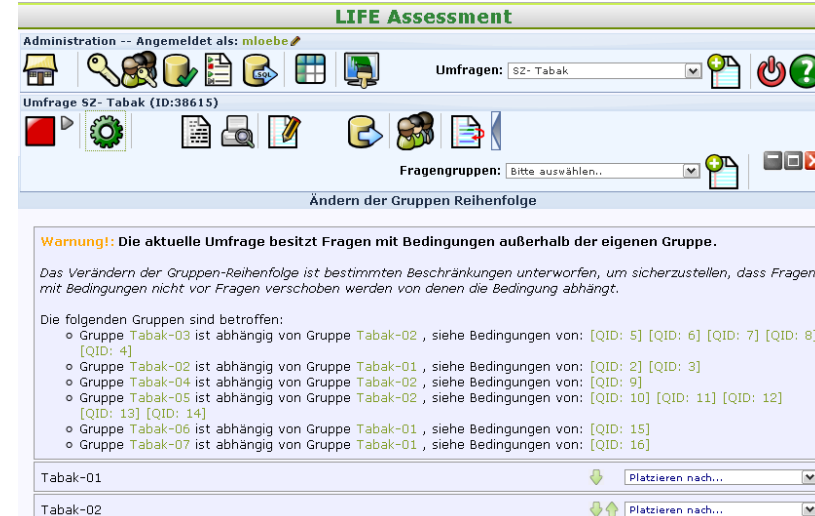 LIFE Assessment
Administration -- Angemeldet als: mloebe
SQL
Umfragen: SZ- Tabak
Umfrage SZ- Tabak (ID:38615)
Fragengruppen: Bitte auswählen..
Ändern der Gruppen Reihenfolge
Warnung!: Die aktuelle Umfrage besitzt Fragen mit Bedingungen außerhalb der eigenen Gruppe.
Das Verändern der Gruppen-Reihenfolge ist bestimmten Beschränkungen unterworfen, um sicherzustellen, dass Fragen
mit Bedingungen nicht vor Fragen verschoben werden von denen die Bedingung abhängt.
Die folgenden Gruppen sind betroffen:
Gruppe Tabak-03 ist abhängig von Gruppe Tabak-02 , siehe Bedingungen von: [QID: 5] [QID: 6] [QID: 7] [QID: 8]
[QID: 4]
Gruppe Tabak-02 ist abhängig von Gruppe Tabak-01 , siehe Bedingungen von: [QID: 2] [QID: 3]
Gruppe Tabak-04 ist abhängig von Gruppe Tabak-02 , siehe Bedingungen von: [QID: 9]
Gruppe Tabak-05 ist abhängig von Gruppe Tabak-02 , siehe Bedingungen von: [QID: 10] [QID: 11] [QID: 12]
[QID: 13] [QID: 14]
Gruppe Tabak-06 ist abhängig von Gruppe Tabak-01 , siehe Bedingungen von: [QID: 15]
Gruppe Tabak-07 ist abhängig von Gruppe Tabak-01 , siehe Bedingungen von: [QID: 16]
Tabak-01 Platzieren nach...
Tabak-02 Platzieren nach...